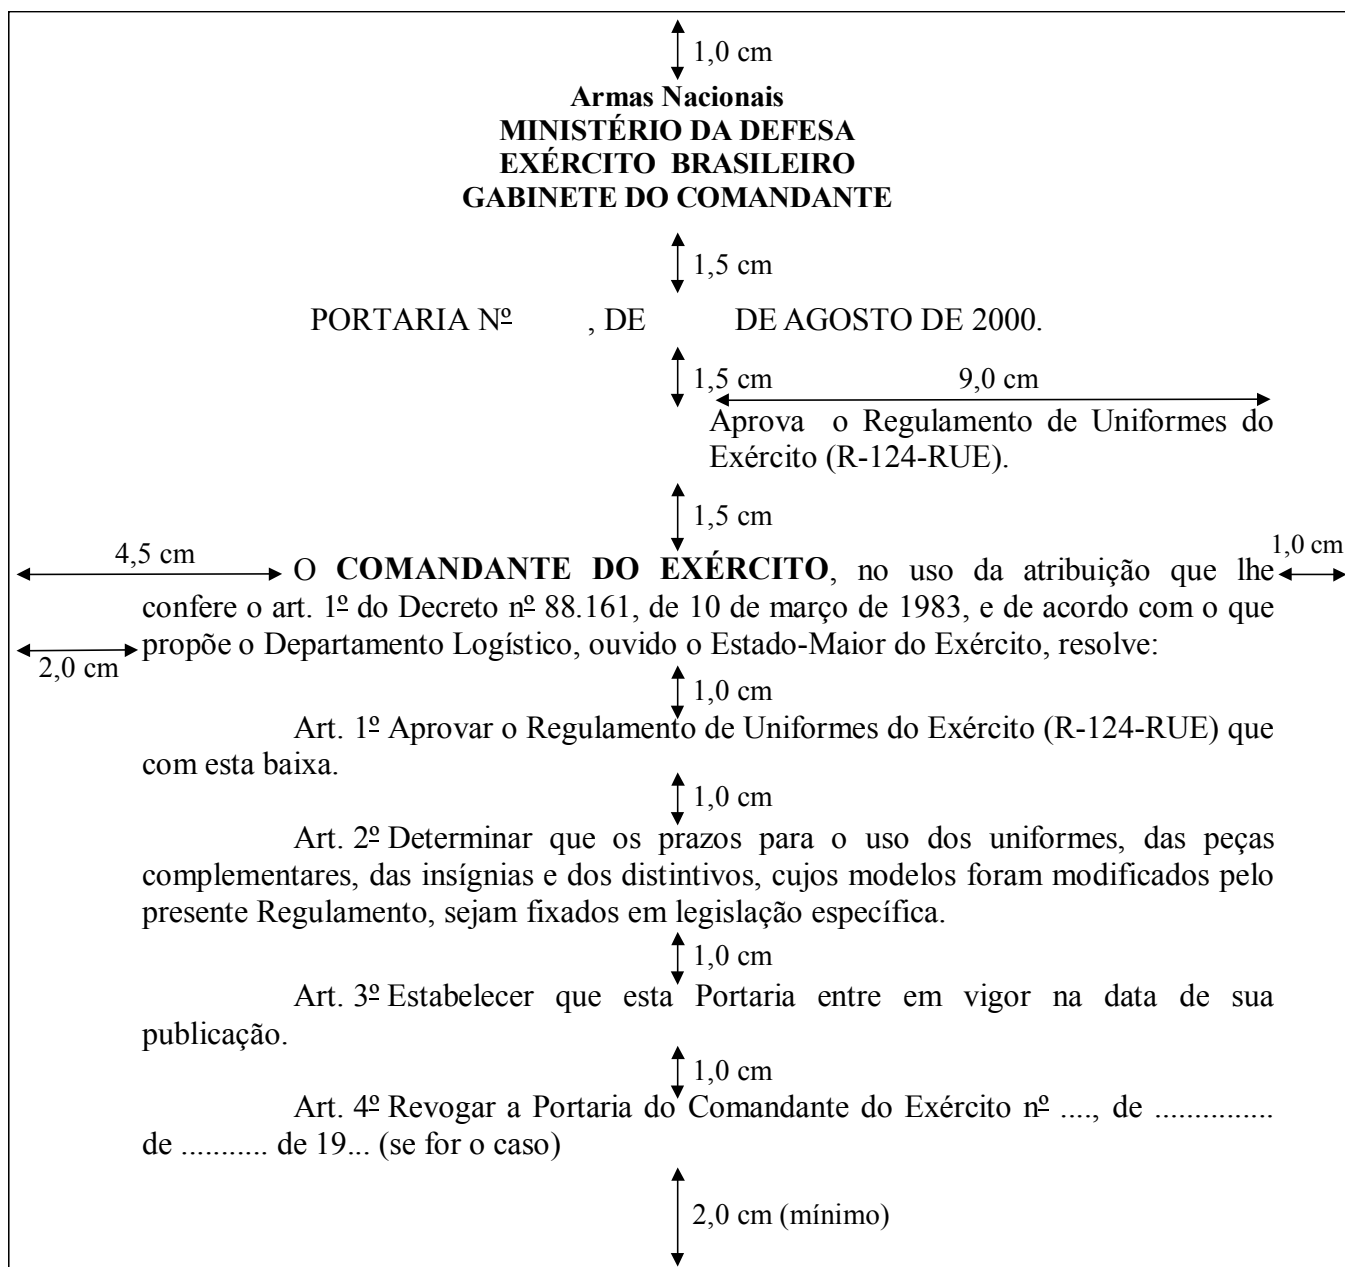 1,0 cm
Armas Nacionais
MINISTÉRIO DA DEFESA
EXÉRCITO BRASILEIRO
GABINETE DO COMANDANTE
1,5 cm
PORTARIA Nº , DE DE AGOSTO DE 2000.
1,5 cm 9,0 cm
Aprova o Regulamento de Uniformes do
Exército (R-124-RUE).
1,5 cm
4,5 cm 1,0 cm
O COMANDANTE DO EXÉRCITO, no uso da atribuição que lhe
confere o art. 1º do Decreto nº 88.161, de 10 de março de 1983, e de acordo com o que
propõe o Departamento Logístico, ouvido o Estado-Maior do Exército, resolve:
2,0 cm
1,0 cm
Art. 1º Aprovar o Regulamento de Uniformes do Exército (R-124-RUE) que
com esta baixa.
1,0 cm
Art. 2º Determinar que os prazos para o uso dos uniformes, das peças
complementares, das insígnias e dos distintivos, cujos modelos foram modificados pelo
presente Regulamento, sejam fixados em legislação específica.
1,0 cm
Art. 3º Estabelecer que esta Portaria entre em vigor na data de sua
publicação.
1,0 cm
Art. 4º Revogar a Portaria do Comandante do Exército nº ...., de ..............
de ........... de 19... (se for o caso)
2,0 cm (mínimo)